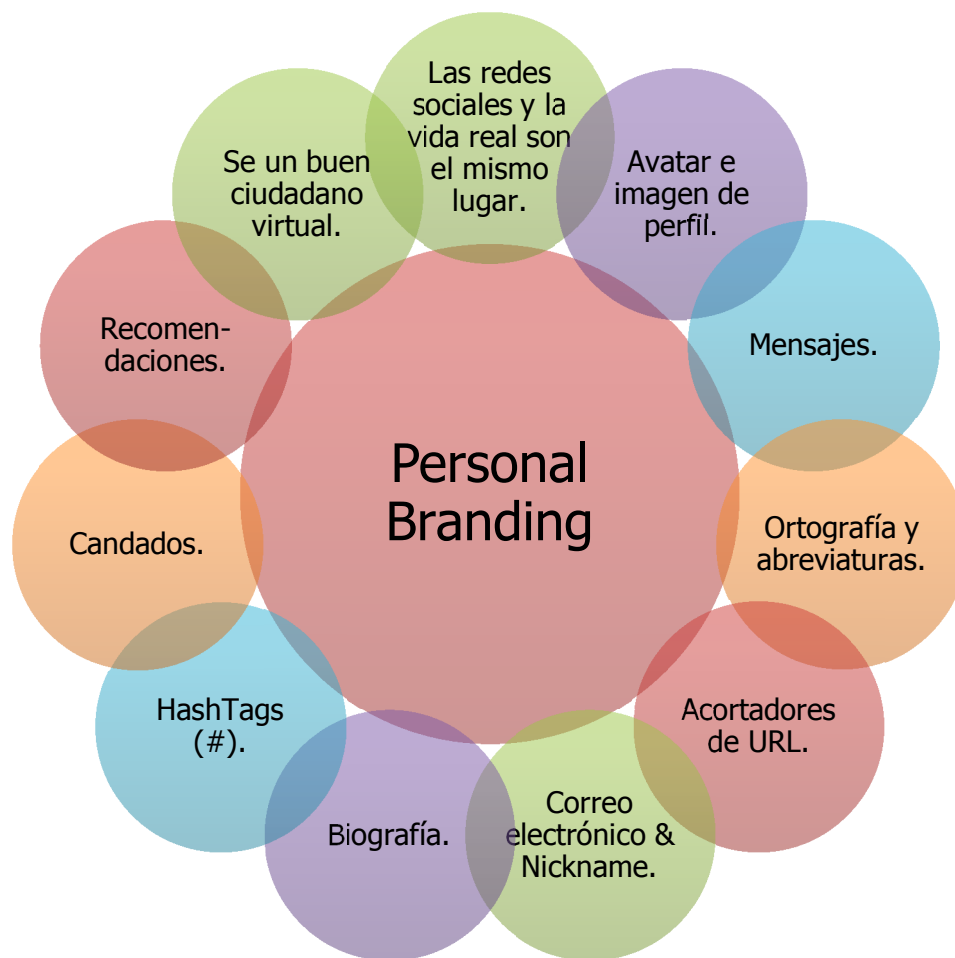 Las redes
sociales y la
vida real son
el mismo
lugar.
Avatar e
imagen de
perfil.
Mensajes.
Ortografía y
abreviaturas.
Acortadores
de URL.
Correo
electrónico &
Nickname.
Biografía.
HashTags
(#).
Candados.
Recomen-
daciones.
Se un buen
ciudadano
virtual.
Personal
Branding